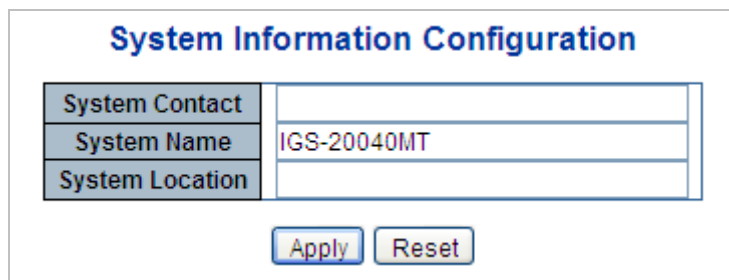 System Information Configuration
System Contact
System Name IGS-20040MT
System Location
Apply Reset